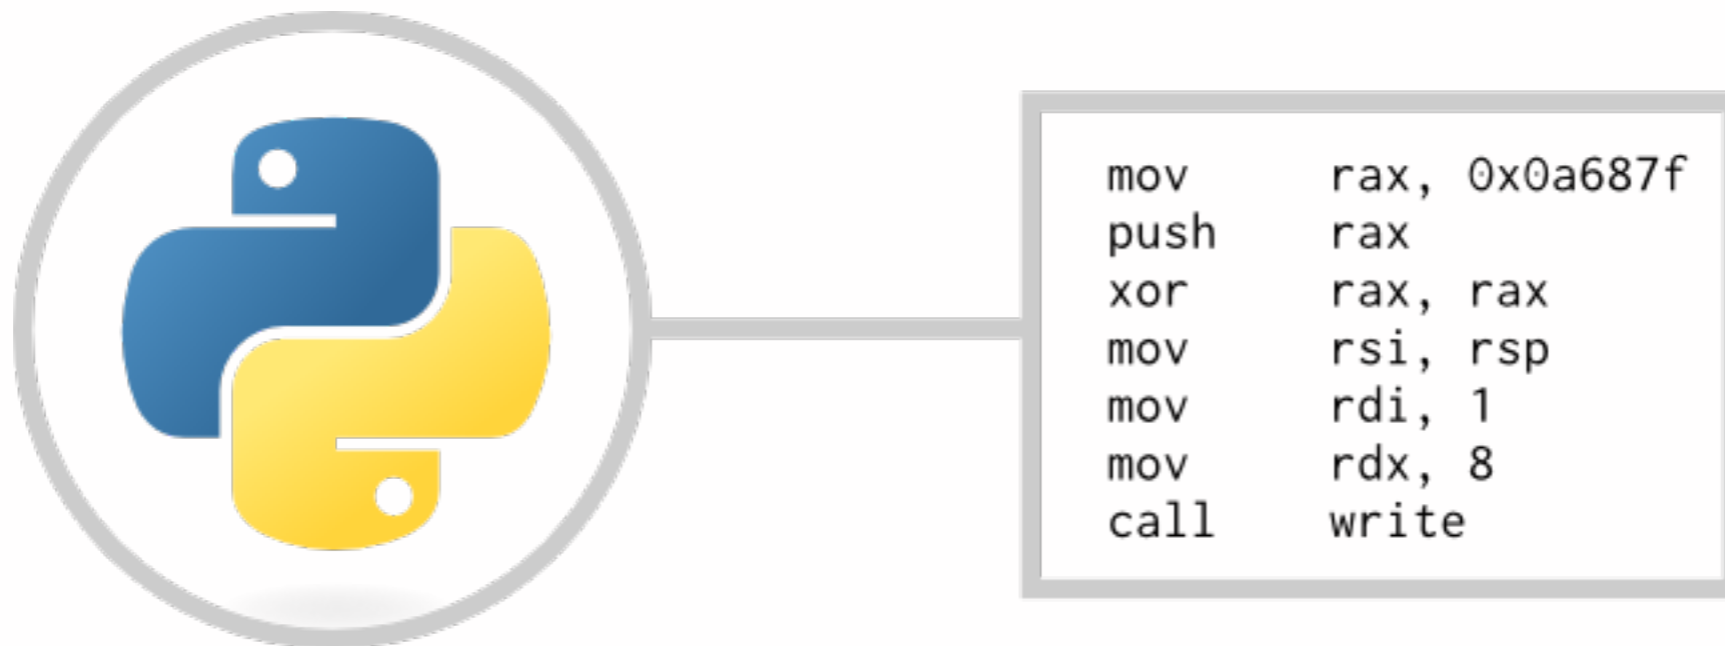 mov rax, 0x0a687f
push rax
xor rax, rax
mov rsi, rsp
mov rdi, 1
mov rdx, 8
call write